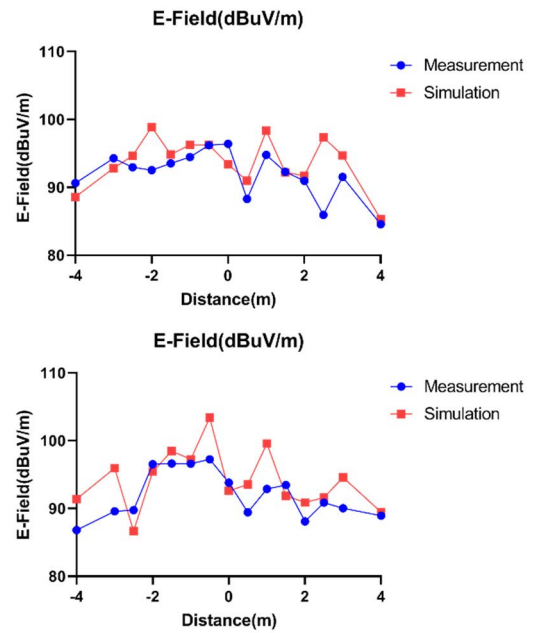 E-Field(dBuV/m)
110
100
90
80
E-Field(dBuV/m)
-4 -2 0 2 4
Distance(m)
Measurement
Simulation
E-Field(dBuV/m)
110
100
90
80
E-Field(dBuV/m)
-4 -2 0 2 4
Distance(m)
Measurement
Simulation